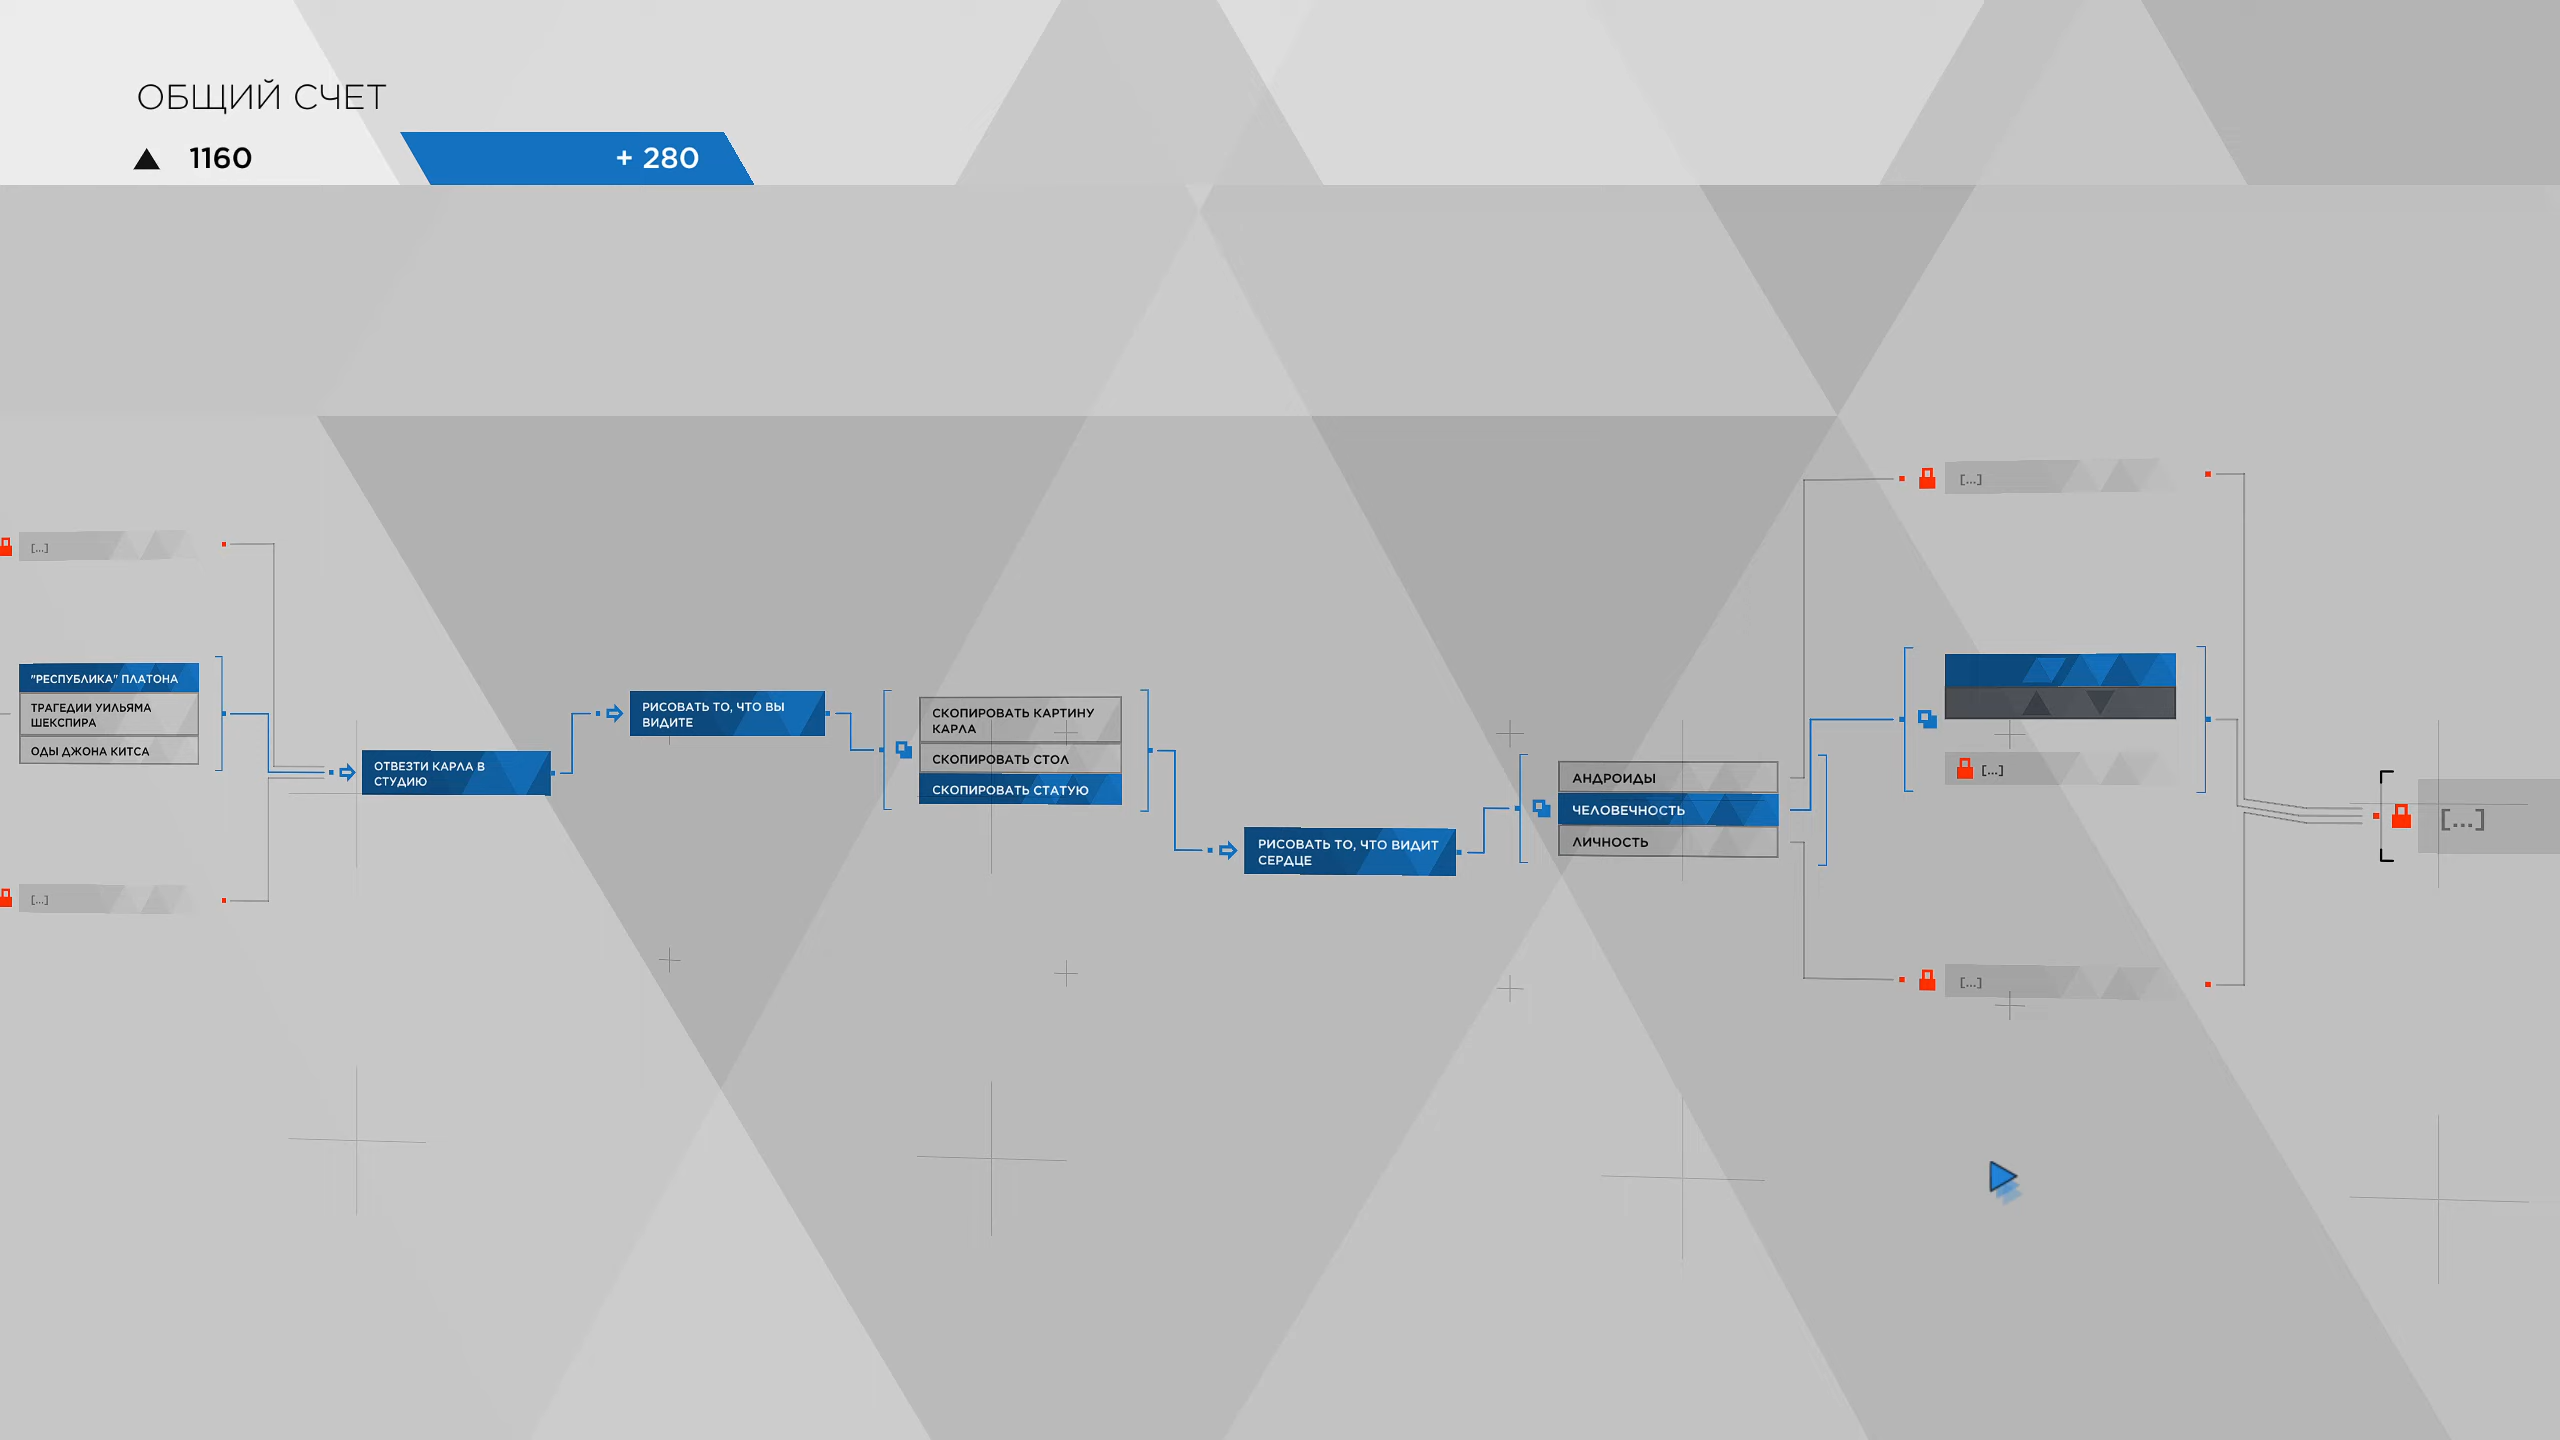 ОБЩИЙ СЧЕТ
1160
+ 280
[...]
"РЕСПУБЛИКА" ПЛАТОНА
ТРАГЕДИИ УИЛЬЯМА
ШЕКСПИРА
ОДЫ ДЖОНА КИТСА
[...]
ОТВЕЗТИ КАРЛА В
СТУДИЮ
РИСОВАТЬ ТО, ЧТО ВЫ
ВИДИТЕ
СКОПИРОВАТЬ КАРТИНУ
КАРЛА
СКОПИРОВАТЬ СТОЛ
СКОПИРОВАТЬ СТАТУЮ
РИСОВАТЬ ТО, ЧТО ВИДИТ
СЕРДЦЕ
АНДРОИДЫ
ЧЕЛОВЕЧНОСТЬ
ЛИЧНОСТЬ
[...]
[...]
[...]
[...]